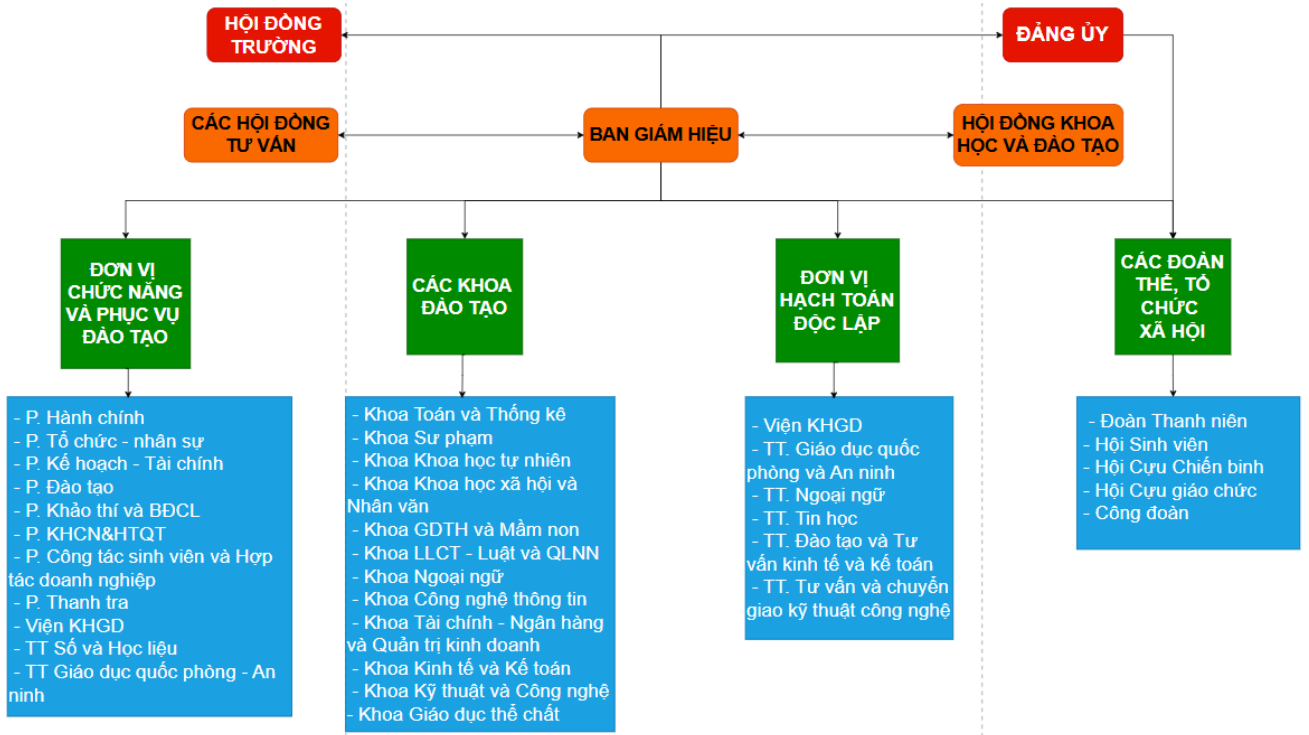 HỘI ĐỒNG
TRƯỜNG
ĐẢNG ỦY
CÁC HỘI ĐỒNG
TƯ VẤN
BAN GIÁM HIỆU
HỘI ĐỒNG KHOA
HỌC VÀ ĐÀO TẠO
ĐƠN VỊ
CHỨC NĂNG
VÀ PHỤC VỤ
ĐÀO TẠO
CÁC KHOA
ĐÀO TẠO
ĐƠN VỊ
HẠCH TOÁN
ĐỘC LẬP
CÁC ĐOÀN
THỂ, TỔ
CHỨC
XÃ HỘI
- P. Hành chính
- P. Tổ chức - nhân sự
- P. Kế hoạch - Tài chính
- P. Đào tạo
- P. Khảo thí và BĐCL
- P. KHCN&HTQT
- P. Công tác sinh viên và Hợp
tác doanh nghiệp
- P. Thanh tra
- Viện KHGD
- TT Số và Học liệu
- TT Giáo dục quốc phòng - An
ninh
- Khoa Toán và Thống kê
- Khoa Sư phạm
- Khoa Khoa học tự nhiên
- Khoa Khoa học xã hội và
Nhân văn
- Khoa GDTH và Mầm non
- Khoa LLCT - Luật và QLNN
- Khoa Ngoại ngữ
- Khoa Công nghệ thông tin
- Khoa Tài chính - Ngân hàng
và Quản trị kinh doanh
- Khoa Kinh tế và Kế toán
- Khoa Kỹ thuật và Công nghệ
- Khoa Giáo dục thể chất
- Viện KHGD
- TT. Giáo dục quốc
phòng và An ninh
- TT. Ngoại ngữ
- TT. Tin học
- TT. Đào tạo và Tư
vấn kinh tế và kế toán
- TT. Tư vấn và chuyển
giao kỹ thuật công nghệ
- Đoàn Thanh niên
- Hội Sinh viên
- Hội Cựu Chiến binh
- Hội Cựu giáo chức
- Công đoàn